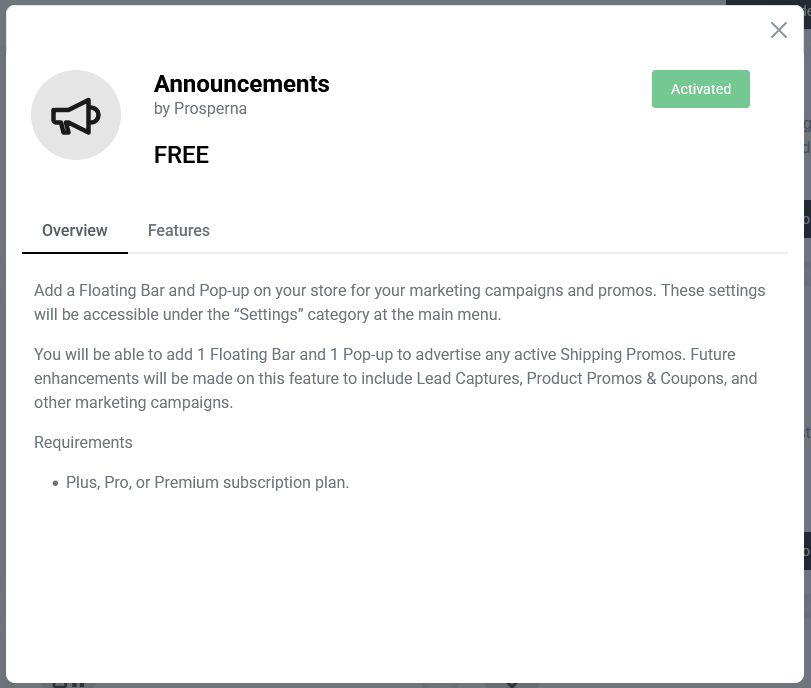 Announcements
by Prosperna
Activated
FREE
Overview
Features
Add a Floating Bar and Pop-up on your store for your marketing campaigns and promos. These settings
will be accessible under the “Settings” category at the main menu.
You will be able to add 1 Floating Bar and 1 Pop-up to advertise any active Shipping Promos. Future
enhancements will be made on this feature to include Lead Captures, Product Promos & Coupons, and
other marketing campaigns.
Requirements
• Plus, Pro, or Premium subscription plan.